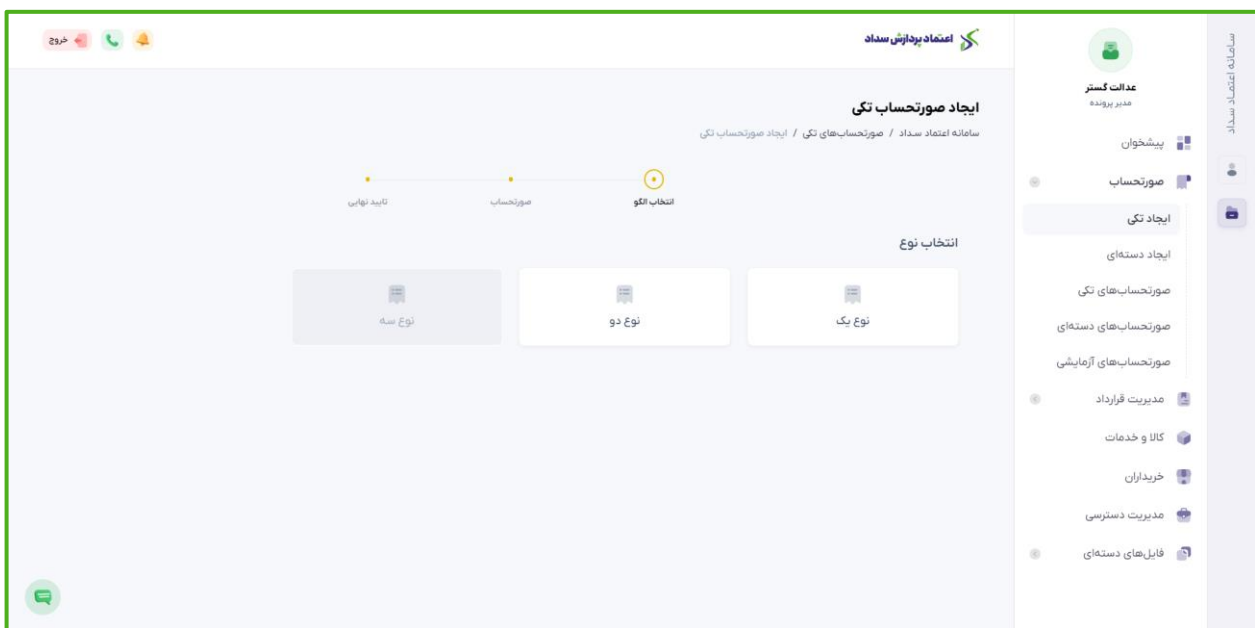 سامانه اعتماد سداد
عدالت گستر
مدیر پرونده
پیشخوان
صورتحساب
ایجاد تکی
ایجاد دسته‌ای
صورتحساب‌های تکی
صورتحساب‌های دسته‌ای
صورتحساب‌های آزمایشی
مدیریت قرارداد
کالا و خدمات
خریداران
مدیریت دسترسی
فایل‌های دسته‌ای
اعتماد پردازش سداد
خروج
ایجاد صورتحساب تکی
سامانه اعتماد سداد / صورتحساب‌های تکی / ایجاد صورتحساب تکی
انتخاب الگو
صورتحساب
تایید نهایی
انتخاب نوع
نوع یک
نوع دو
نوع سه